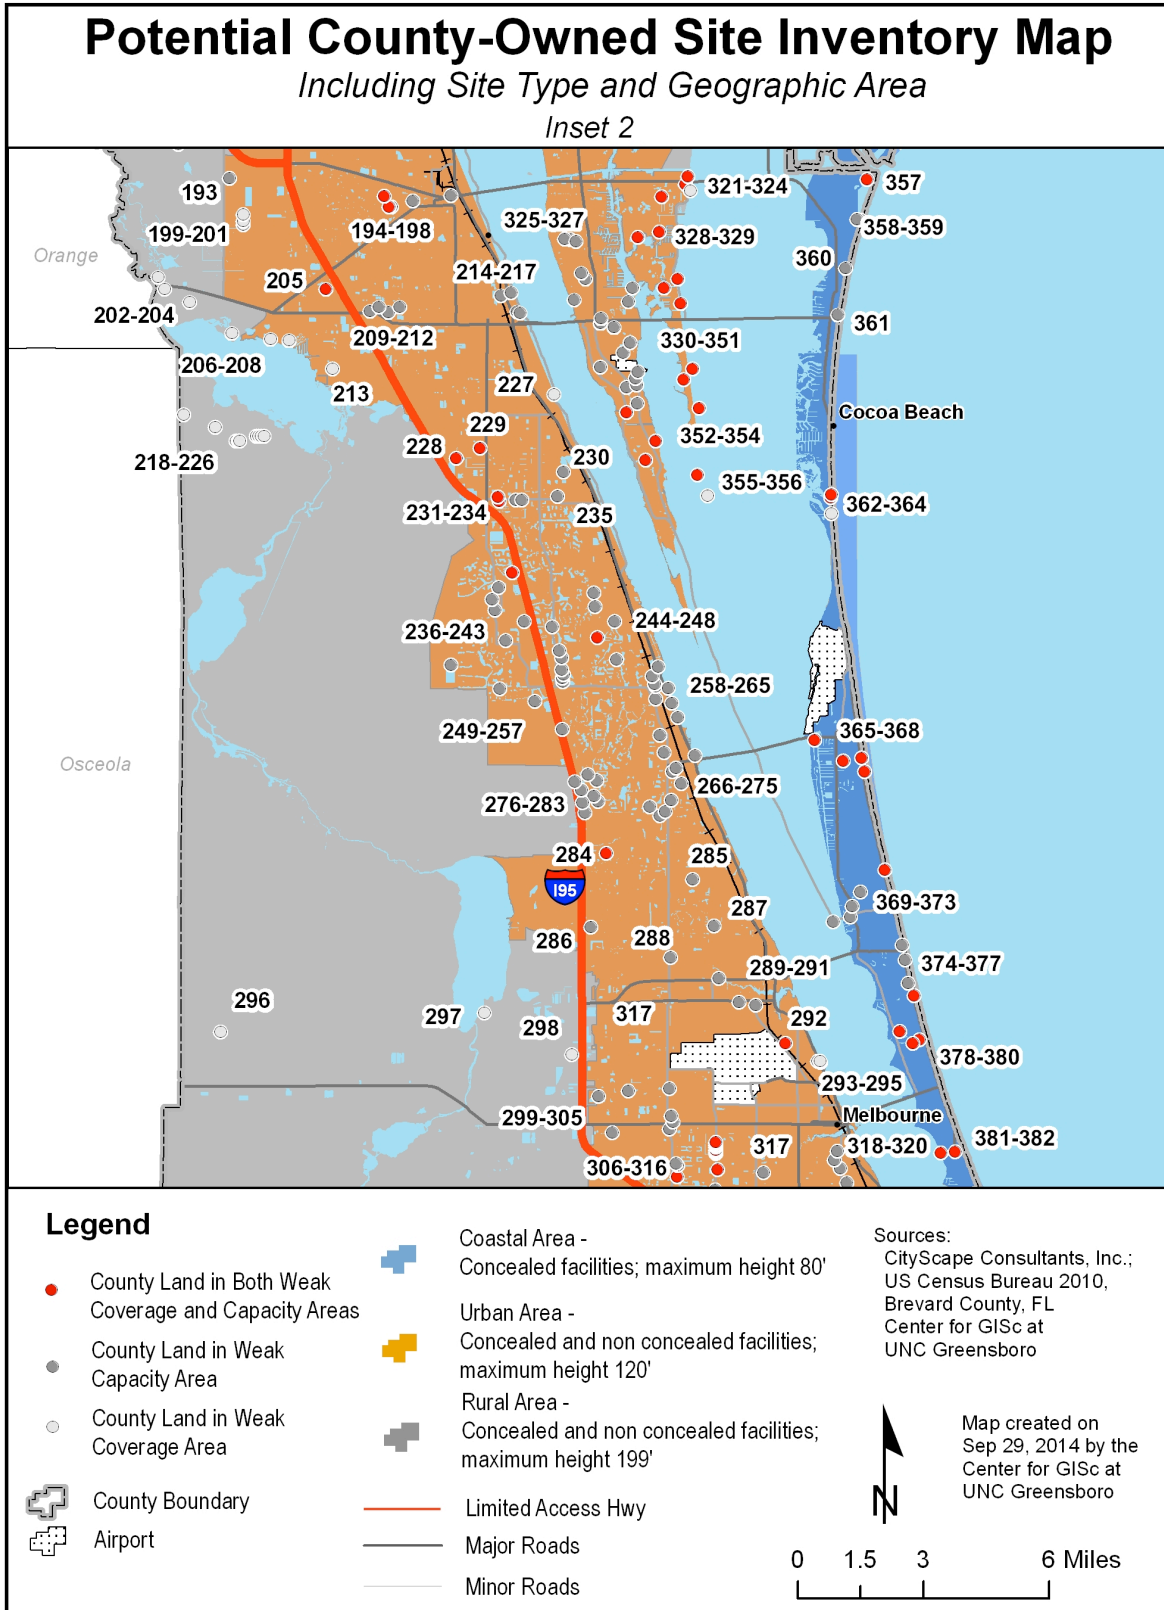 Potential County-Owned Site Inventory Map
Including Site Type and Geographic Area
Inset 2
193
199-201
194-198
325-327
321-324
357
358-359
328-329
Orange
205
214-217
360
202-204
209-212
330-351
361
206-208
213
227
Cocoa Beach
218-226
228
229
230
352-354
355-356
362-364
231-234
235
236-243
244-248
258-265
249-257
365-368
Osceola
276-283
266-275
284
285
I95
369-373
287
286
288
374-377
289-291
296
297
298
317
292
378-380
293-295
299-305
Melbourne
306-316
317
318-320
381-382
Legend
County Land in Both Weak
Coverage and Capacity Areas
County Land in Weak
Capacity Area
County Land in Weak
Coverage Area
County Boundary
Airport
Coastal Area -
Concealed facilities; maximum height 80'
Urban Area -
Concealed and non concealed facilities;
maximum height 120'
Rural Area -
Concealed and non concealed facilities;
maximum height 199'
Limited Access Hwy
Major Roads
Minor Roads
Sources:
CityScape Consultants, Inc.;
US Census Bureau 2010,
Brevard County, FL
Center for GISc at
UNC Greensboro
N
Map created on
Sep 29, 2014 by the
Center for GISc at
UNC Greensboro
0 1.5 3 6 Miles